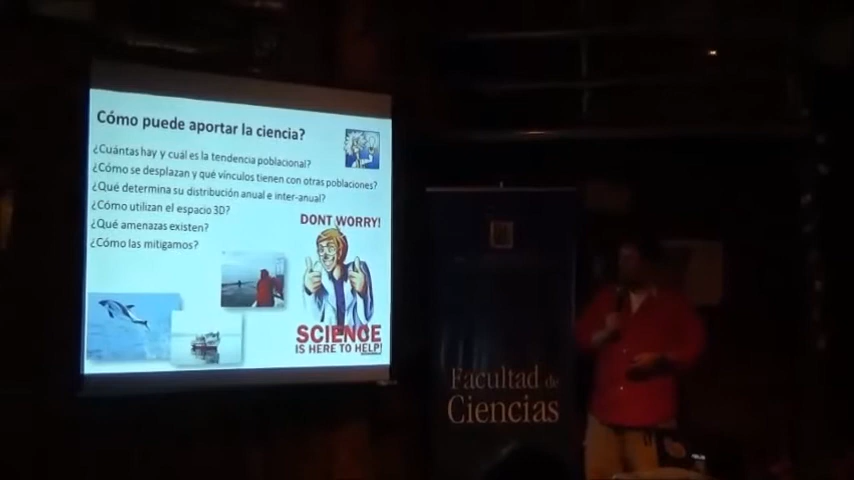 Cómo puede aportar la ciencia?
¿Cuántas hay y cuál es la tendencia poblacional?
¿Cómo se desplazan y qué vínculos tienen con otras poblaciones?
¿Qué determina su distribución anual e inter-anual?
¿Cómo utilizan el espacio 3D?
¿Qué amenazas existen?
¿Cómo las mitigamos?
DONT WORRY!
SCIENCE
IS HERE TO HELP!
Facultad de
Ciencias